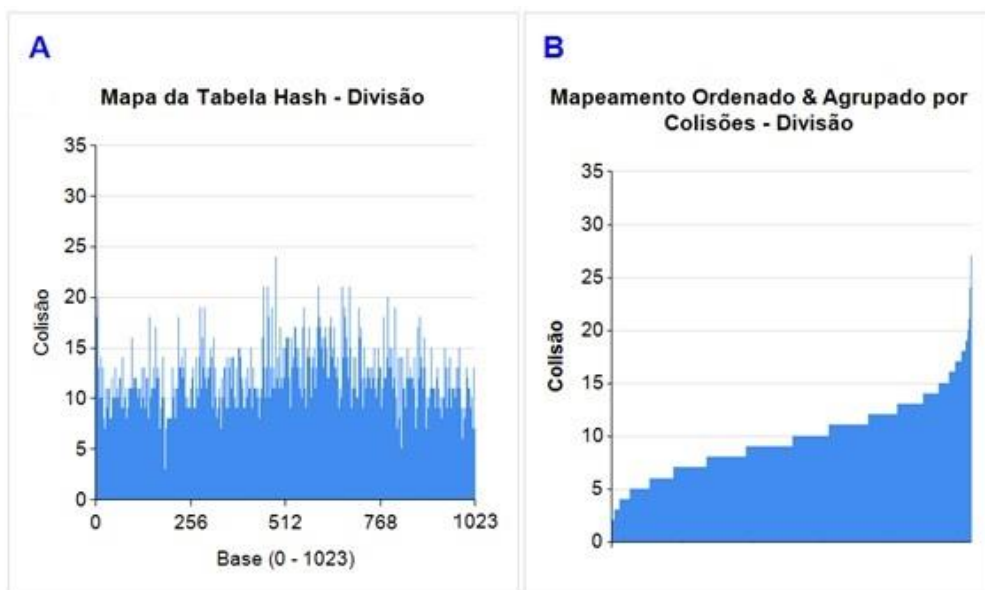 A
Mapa da Tabela Hash - Divisão
35
30
25
20
15
10
5
0
Colisão
0 256 512 768 1023
Base (0 - 1023)
B
Mapeamento Ordenado & Agrupado por
Colisões - Divisão
35
30
25
20
15
10
5
0
Colisão